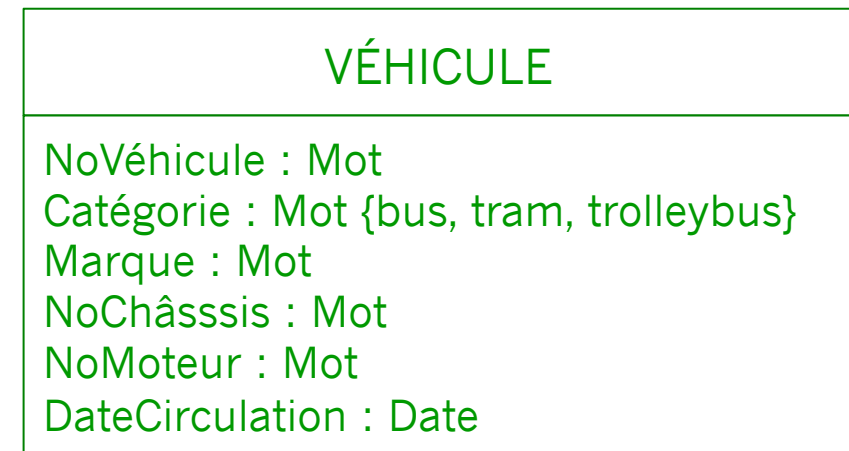 VÉHICULE
NoVéhicule : Mot
Catégorie : Mot {bus, tram, trolleybus}
Marque : Mot
NoChâsssis : Mot
NoMoteur : Mot
DateCirculation : Date